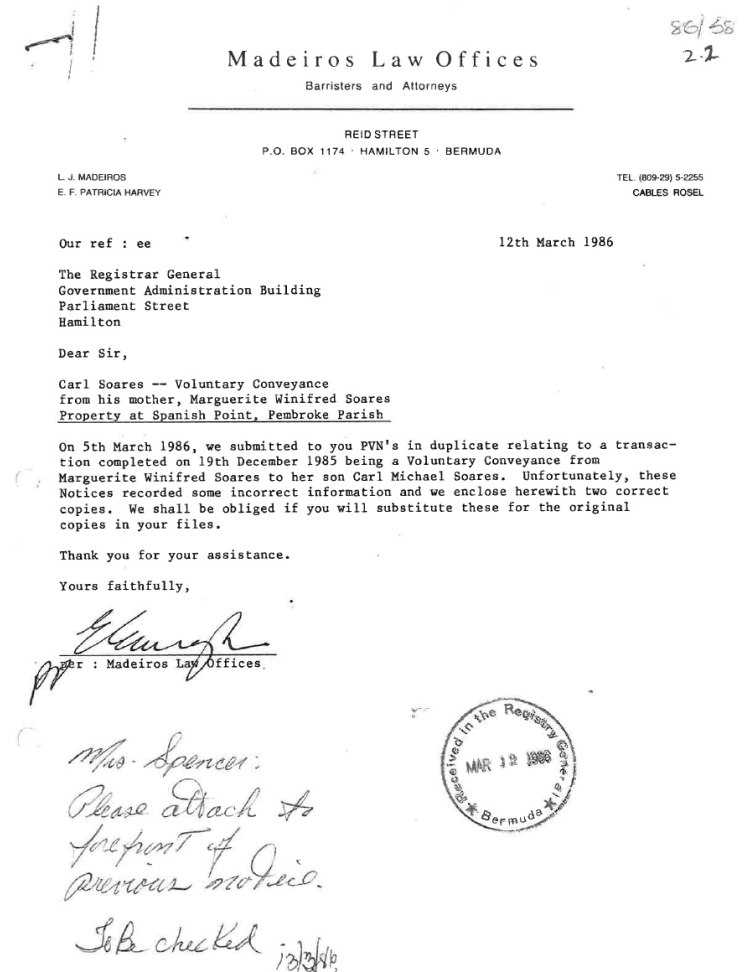 86/58
2.2
Madeiros Law Offices
Barristers and Attorneys
REID STREET
P.O. BOX 1174 · HAMILTON 5 · BERMUDA
L. J. MADEIROS
E. F. PATRICIA HARVEY
TEL. (809-29) 5-2255
CABLES ROSEL
Our ref : ee
12th March 1986
The Registrar General
Government Administration Building
Parliament Street
Hamilton
Dear Sir,
Carl Soares -- Voluntary Conveyance
from his mother, Marguerite Winifred Soares
Property at Spanish Point, Pembroke Parish
On 5th March 1986, we submitted to you PVN's in duplicate relating to a transac-
tion completed on 19th December 1985 being a Voluntary Conveyance from
Marguerite Winifred Soares to her son Carl Michael Soares. Unfortunately, these
Notices recorded some incorrect information and we enclose herewith two correct
copies. We shall be obliged if you will substitute these for the original
copies in your files.
Thank you for your assistance.
Yours faithfully,
pp
Per : Madeiros Law Offices
Received in the Registry General
MAR 12 1986
Bermuda
Mrs. Spencer:
Please attach to
forefront of
previous notice.
To Be checked
13/3/86